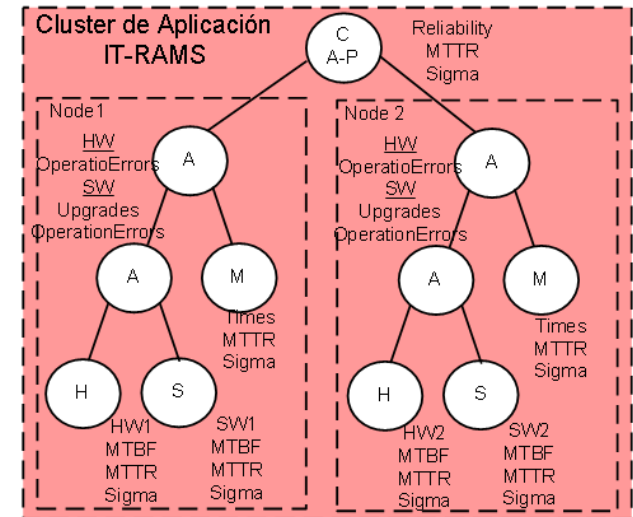 Cluster de Aplicación
IT-RAMS
C
A-P
Reliability
MTTR
Sigma
Node1
HW
OperatioErrors
SW
Upgrades
OperationErrors
A
A
M
Times
MTTR
Sigma
H
S
HW1
MTBF
MTTR
Sigma
SW1
MTBF
MTTR
Sigma
Node 2
HW
OperatioErrors
SW
Upgrades
OperationErrors
A
A
M
Times
MTTR
Sigma
H
S
HW2
MTBF
MTTR
Sigma
SW2
MTBF
MTTR
Sigma